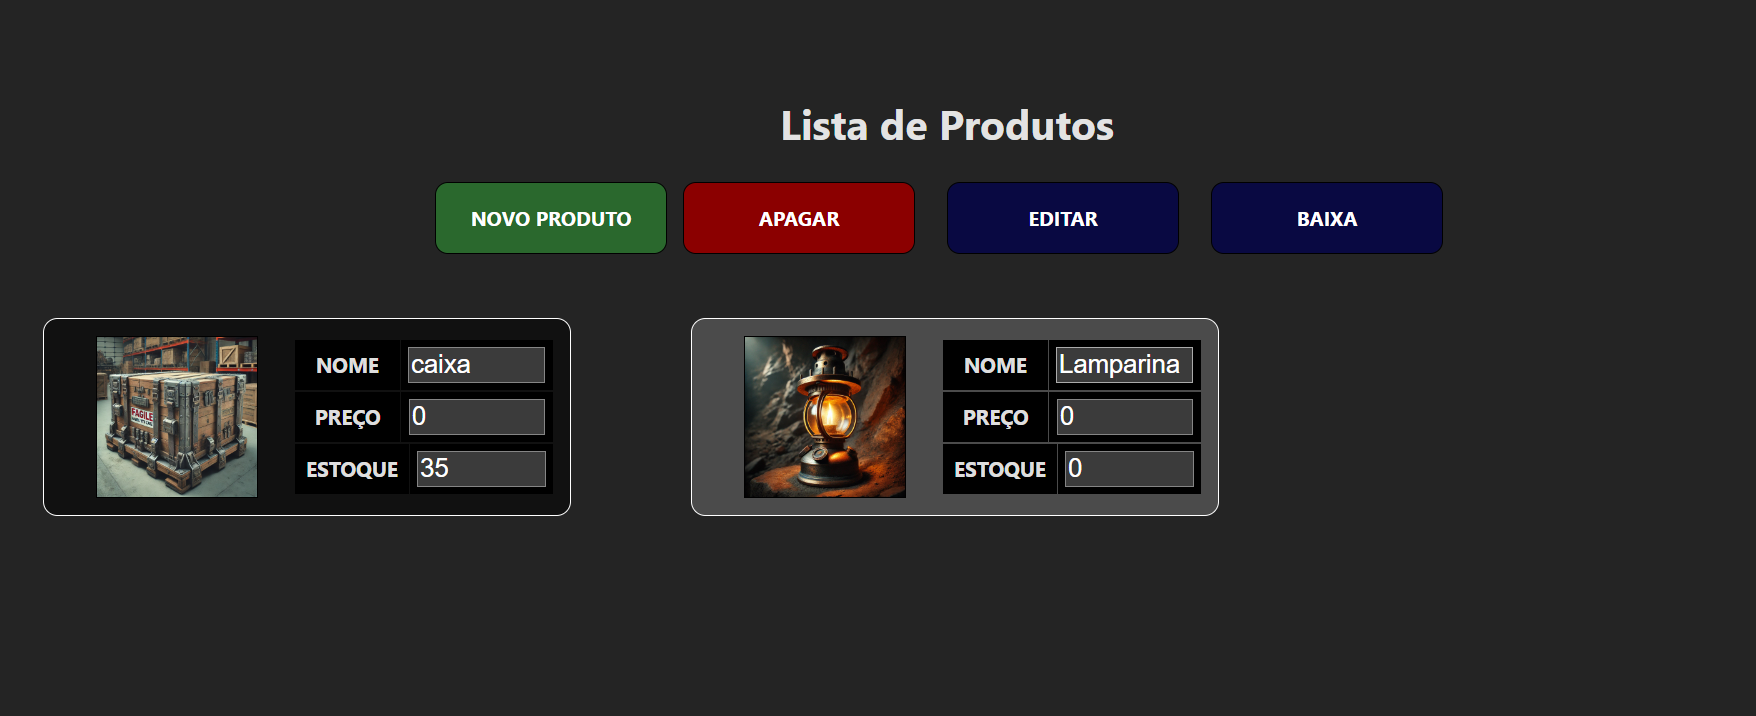 Lista de Produtos
NOVO PRODUTO
APAGAR
EDITAR
BAIXA
FRAGILE
NOME caixa
PREÇO 0
ESTOQUE 35
NOME Lamparina
PREÇO 0
ESTOQUE 0